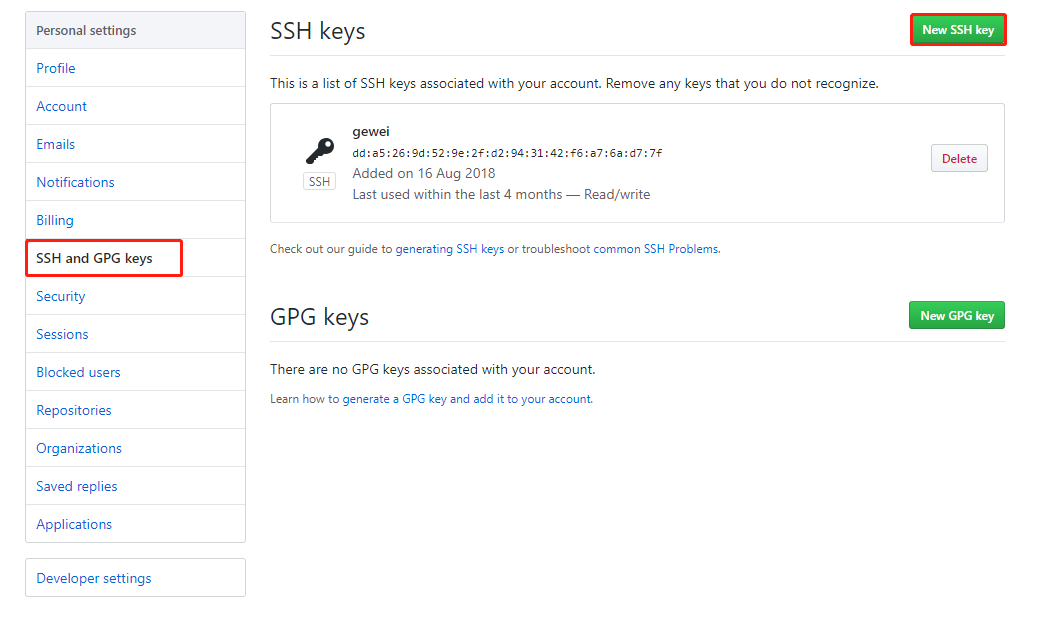 Personal settings
Profile
Account
Emails
Notifications
Billing
SSH and GPG keys
Security
Sessions
Blocked users
Repositories
Organizations
Saved replies
Applications
Developer settings
SSH keys
New SSH key
This is a list of SSH keys associated with your account. Remove any keys that you do not recognize.
gewei
dd:a5:26:9d:52:9e:2f:d2:94:31:42:f6:a7:6a:d7:7f
SSH
Added on 16 Aug 2018
Last used within the last 4 months — Read/write
Delete
Check out our guide to generating SSH keys or troubleshoot common SSH Problems.
GPG keys
New GPG key
There are no GPG keys associated with your account.
Learn how to generate a GPG key and add it to your account.